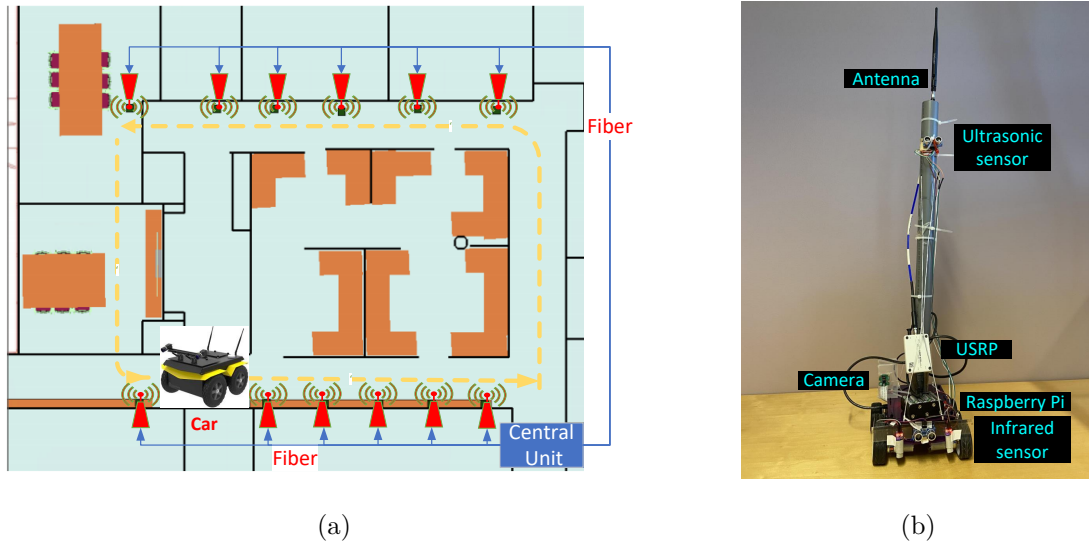 Fiber
Car
Fiber
Central
Unit
Antenna
Ultrasonic
sensor
USRP
Camera
Raspberry Pi
Infrared
sensor
(a)
(b)